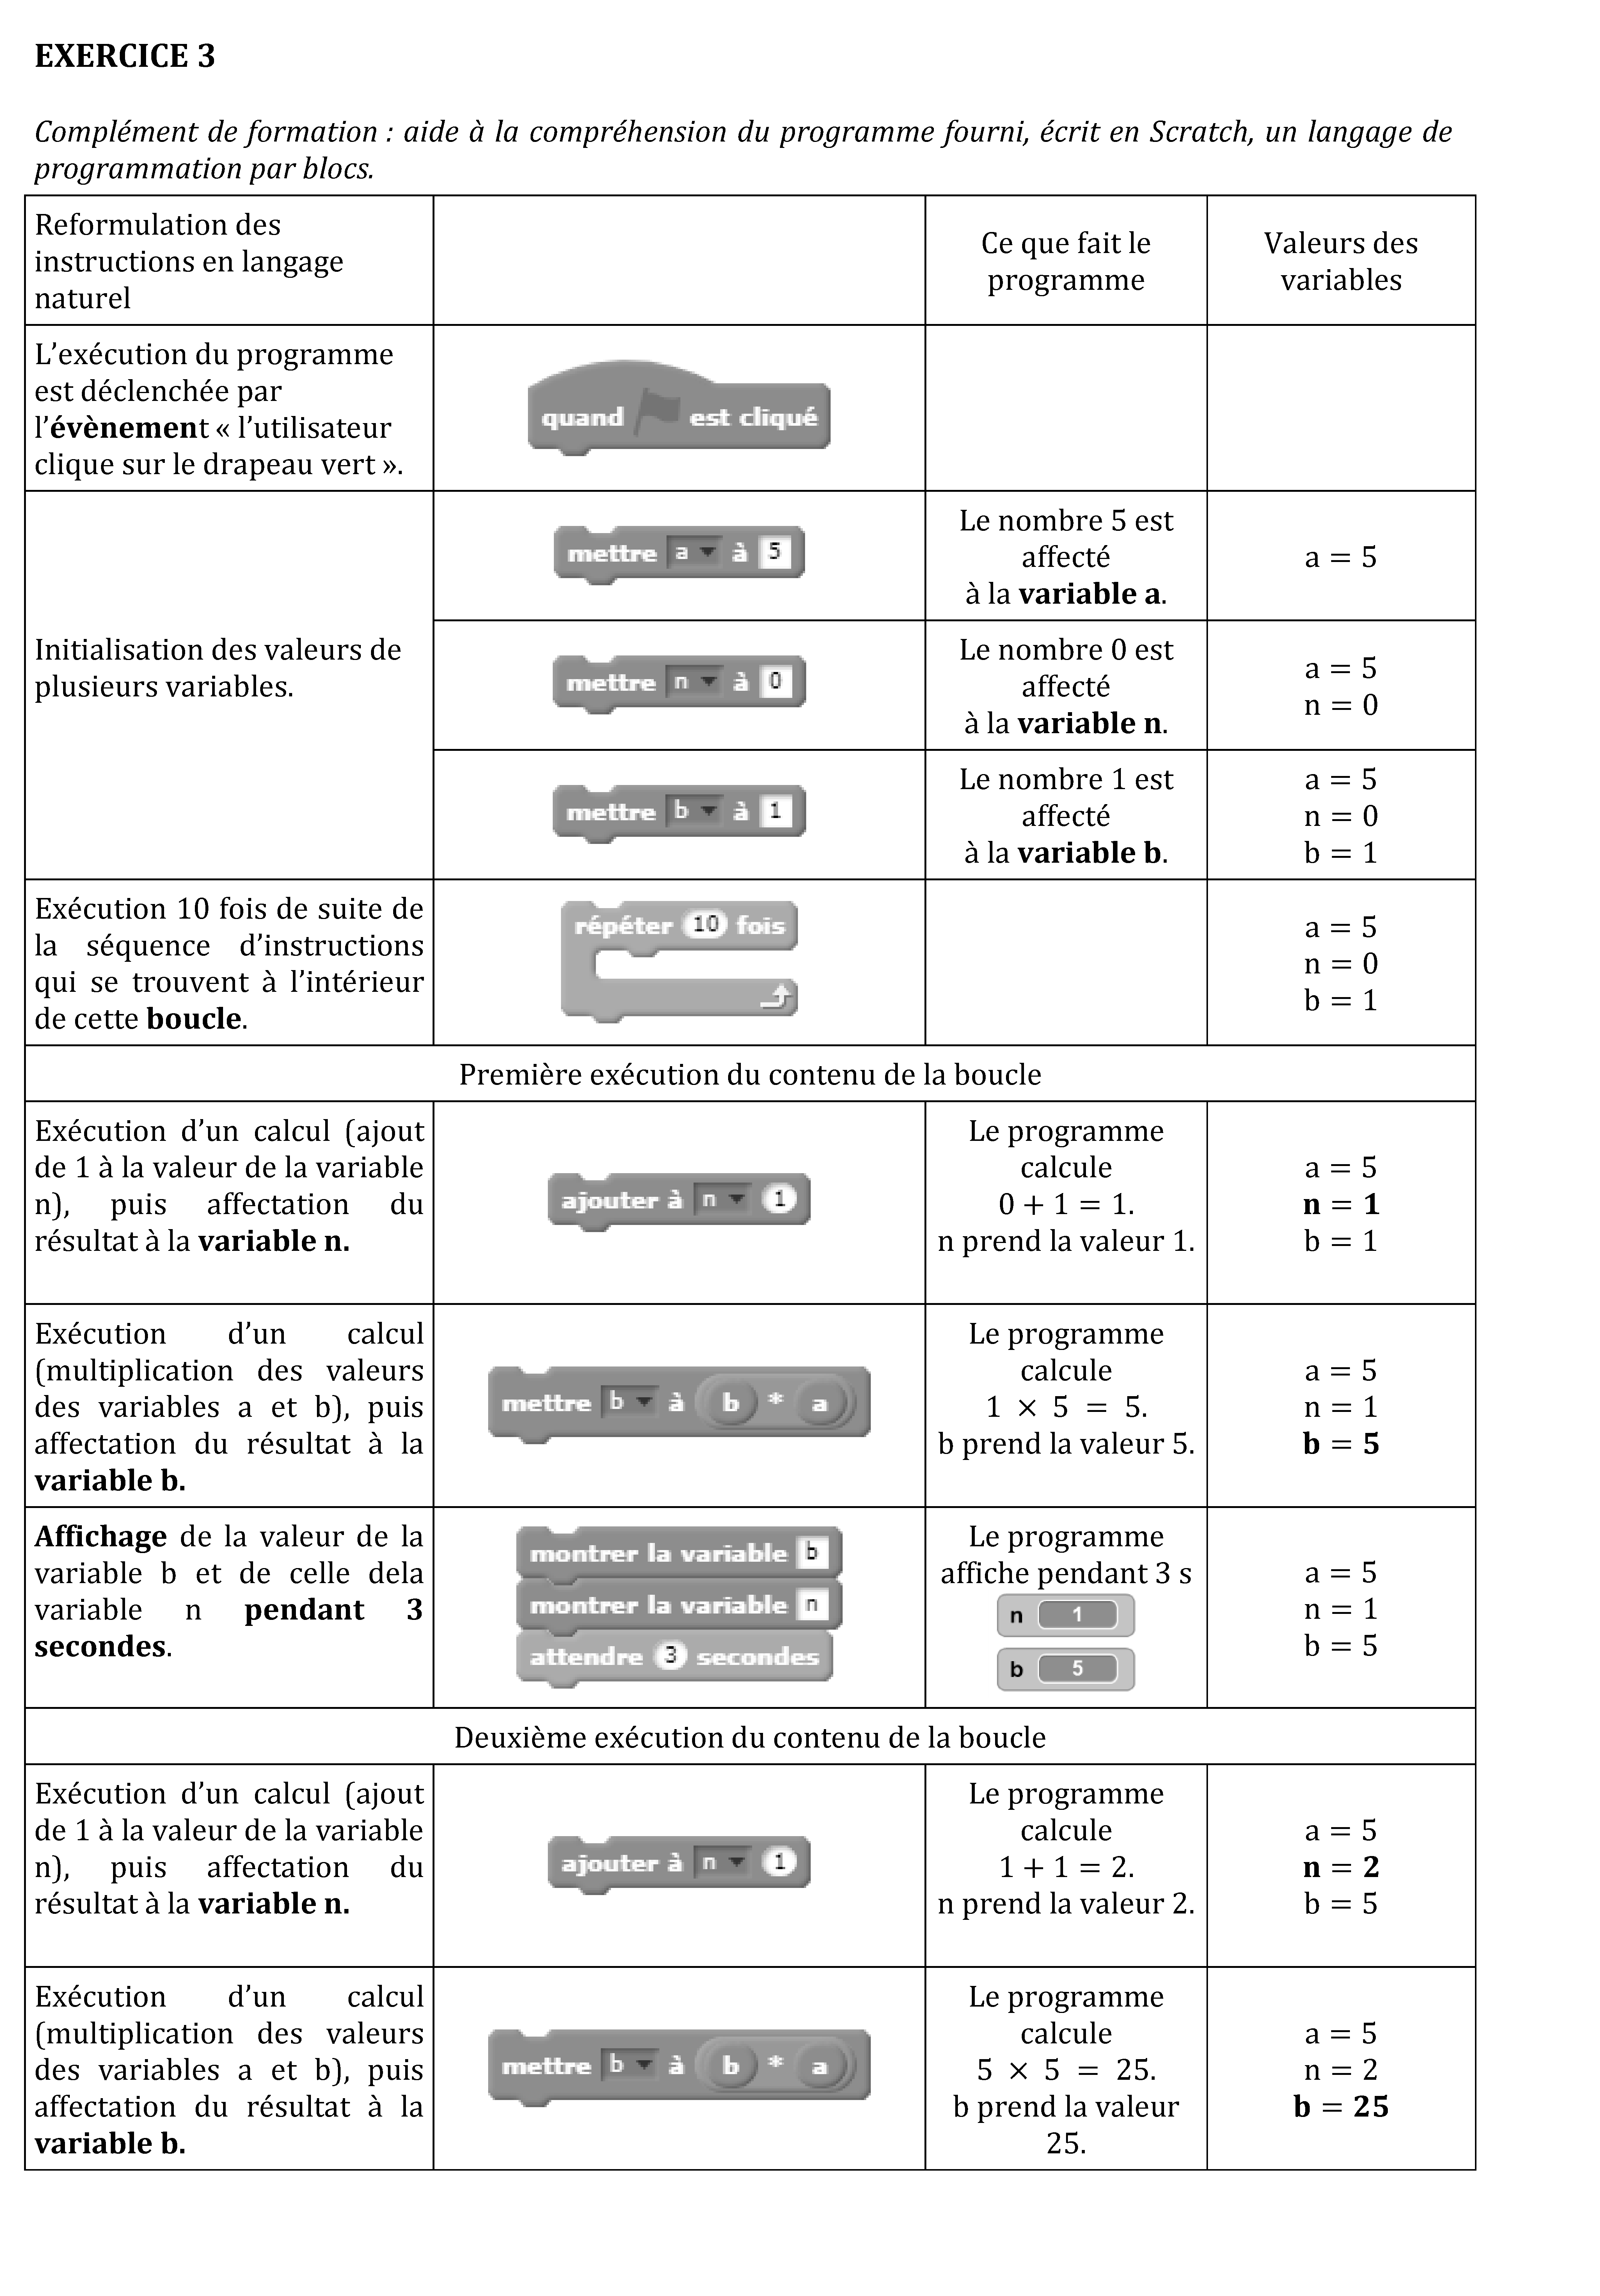 EXERCICE 3
Complément de formation : aide à la compréhension du programme fourni, écrit en Scratch, un langage de
programmation par blocs.
Reformulation des
instructions en langage
naturel
Ce que fait le
programme
Valeurs des
variables
L'exécution du programme
est déclenchée par
l'évènement « l'utilisateur
clique sur le drapeau vert ».
quand est cliqué
Initialisation des valeurs de
plusieurs variables.
mettre a à 5
Le nombre 5 est
affecté
à la variable a.
a = 5
mettre n à 0
Le nombre 0 est
affecté
à la variable n.
a = 5
n = 0
mettre b à 1
Le nombre 1 est
affecté
à la variable b.
a = 5
n = 0
b = 1
Exécution 10 fois de suite de
la séquence d'instructions
qui se trouvent à l'intérieur
de cette boucle.
répéter 10 fois
a = 5
n = 0
b = 1
Première exécution du contenu de la boucle
Exécution d'un calcul (ajout
de 1 à la valeur de la variable
n), puis affectation du
résultat à la variable n.
ajouter à n 1
Le programme
calcule
0 + 1 = 1.
n prend la valeur 1.
a = 5
n = 1
b = 1
Exécution d'un calcul
(multiplication des valeurs
des variables a et b), puis
affectation du résultat à la
variable b.
mettre b à b * a
Le programme
calcule
1 × 5 = 5.
b prend la valeur 5.
a = 5
n = 1
b = 5
Affichage de la valeur de la
variable b et de celle dela
variable n pendant 3
secondes.
montrer la variable b
montrer la variable n
attendre 3 secondes
Le programme
affiche pendant 3 s
n 1
b 5
a = 5
n = 1
b = 5
Deuxième exécution du contenu de la boucle
Exécution d'un calcul (ajout
de 1 à la valeur de la variable
n), puis affectation du
résultat à la variable n.
ajouter à n 1
Le programme
calcule
1 + 1 = 2.
n prend la valeur 2.
a = 5
n = 2
b = 5
Exécution d'un calcul
(multiplication des valeurs
des variables a et b), puis
affectation du résultat à la
variable b.
mettre b à b * a
Le programme
calcule
5 × 5 = 25.
b prend la valeur
25.
a = 5
n = 2
b = 25